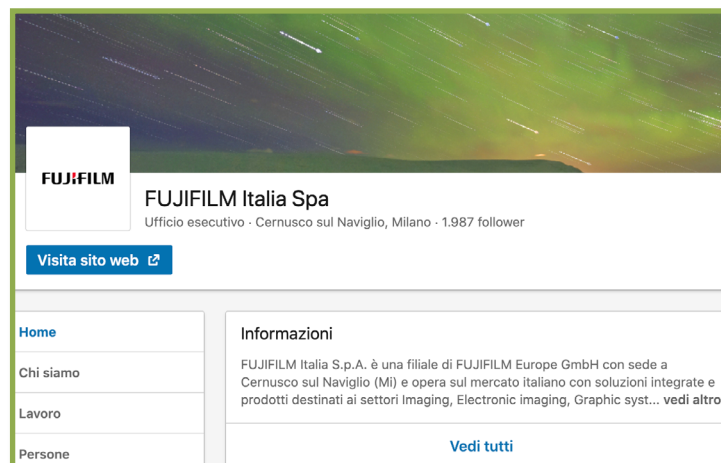 FUJIFILM
FUJIFILM Italia Spa
Ufficio esecutivo · Cernusco sul Naviglio, Milano · 1.987 follower
Visita sito web
Home
Chi siamo
Lavoro
Persone
Informazioni
FUJIFILM Italia S.p.A. è una filiale di FUJIFILM Europe GmbH con sede a
Cernusco sul Naviglio (Mi) e opera sul mercato italiano con soluzioni integrate e
prodotti destinati ai settori Imaging, Electronic imaging, Graphic syst... vedi altro
Vedi tutti